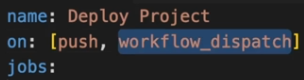 name: Deploy Project
on: [push, workflow_dispatch]
jobs: